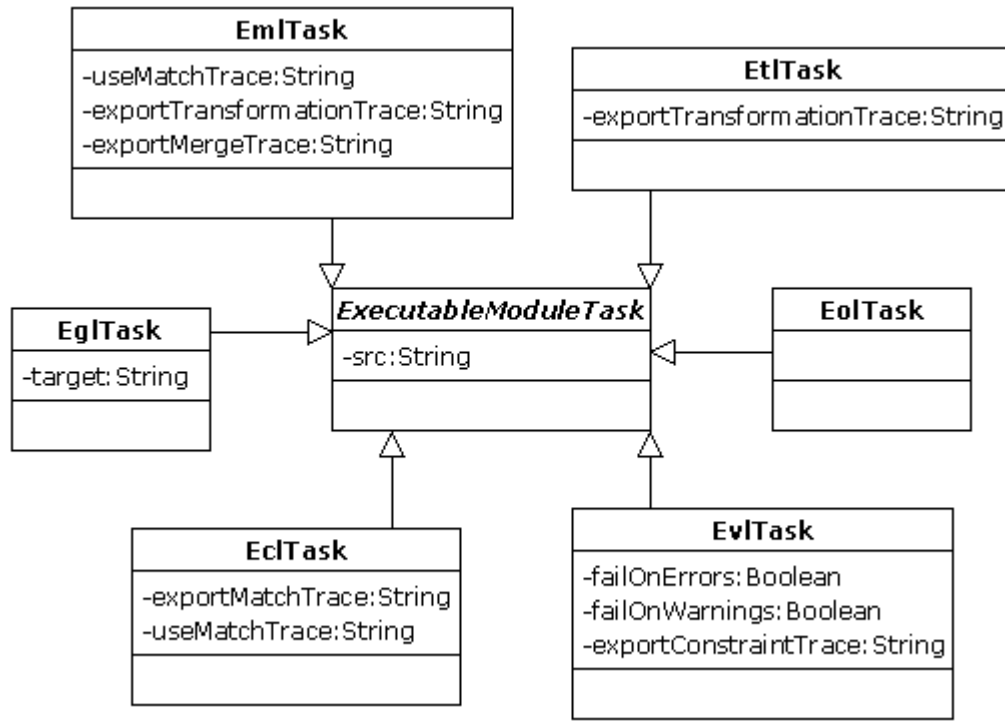 EmlTask
-useMatchTrace:String
-exportTransformationTrace:String
-exportMergeTrace:String
EtlTask
-exportTransformationTrace:String
EglTask
-target:String
ExecutableModuleTask
-src:String
EolTask
EclTask
-exportMatchTrace:String
-useMatchTrace:String
EvlTask
-failOnErrors:Boolean
-failOnWarnings:Boolean
-exportConstraintTrace:String